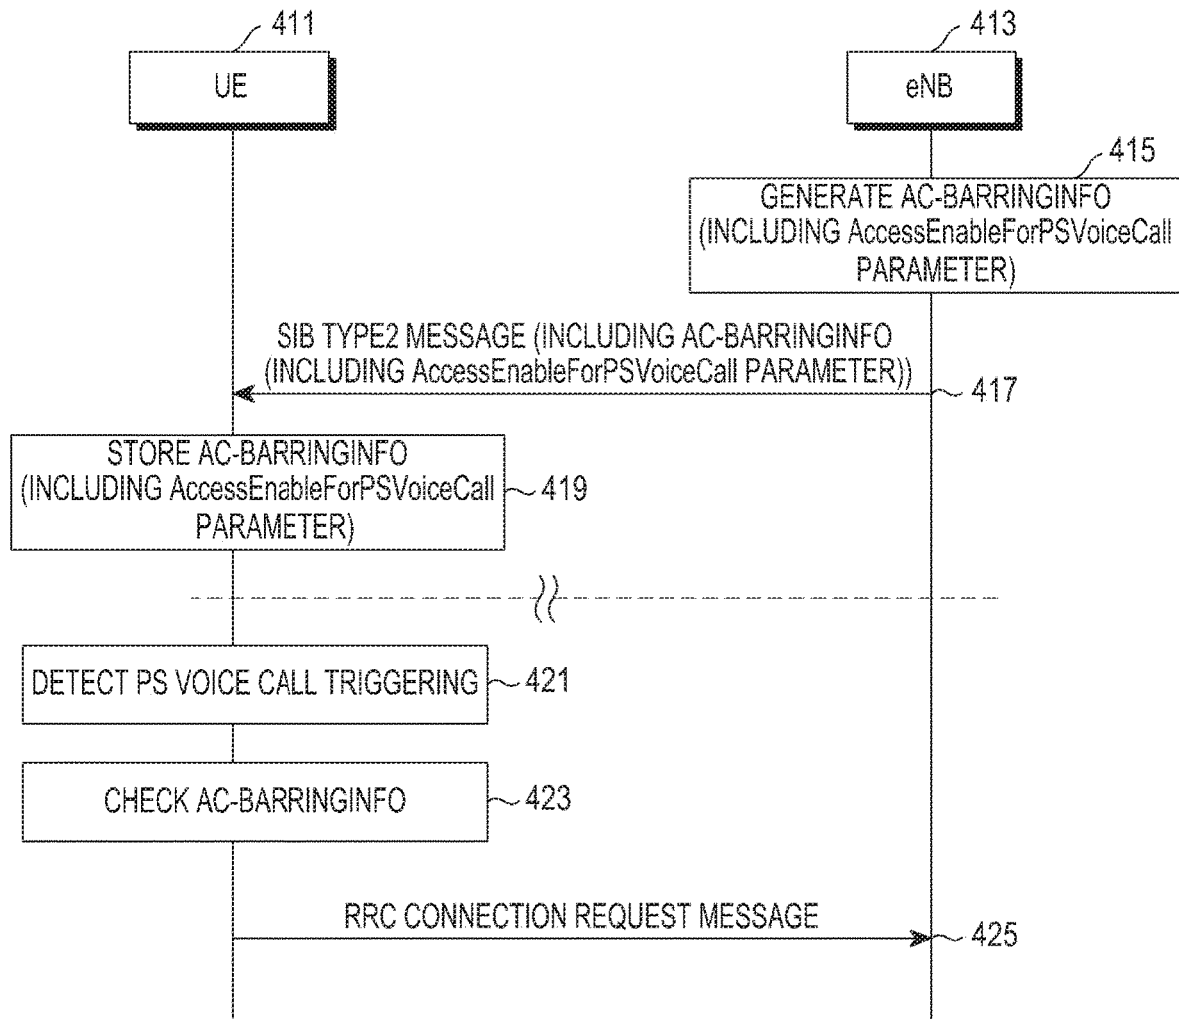 411
413
UE
eNB
415
GENERATE AC-BARRINGINFO
(INCLUDING AccessEnableForPSVoiceCall
PARAMETER)
SIB TYPE2 MESSAGE (INCLUDING AC-BARRINGINFO
(INCLUDING AccessEnableForPSVoiceCall PARAMETER))
417
STORE AC-BARRINGINFO
(INCLUDING AccessEnableForPSVoiceCall
PARAMETER)
419
DETECT PS VOICE CALL TRIGGERING
421
CHECK AC-BARRINGINFO
423
RRC CONNECTION REQUEST MESSAGE
425